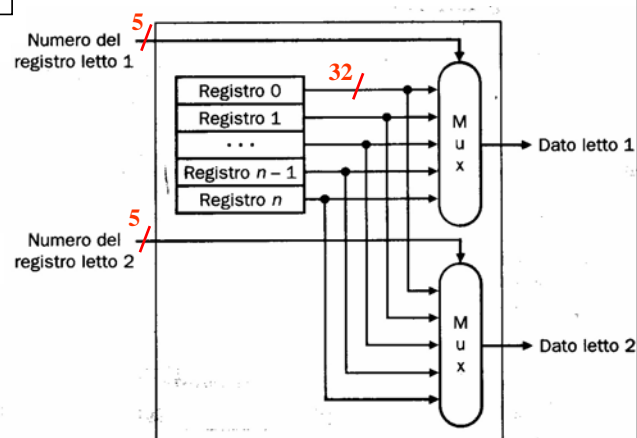 5
Numero del
registro letto 1
32
Registro 0
Registro 1
...
Registro n – 1
Registro n
M
u
x
Dato letto 1
5
Numero del
registro letto 2
M
u
x
Dato letto 2